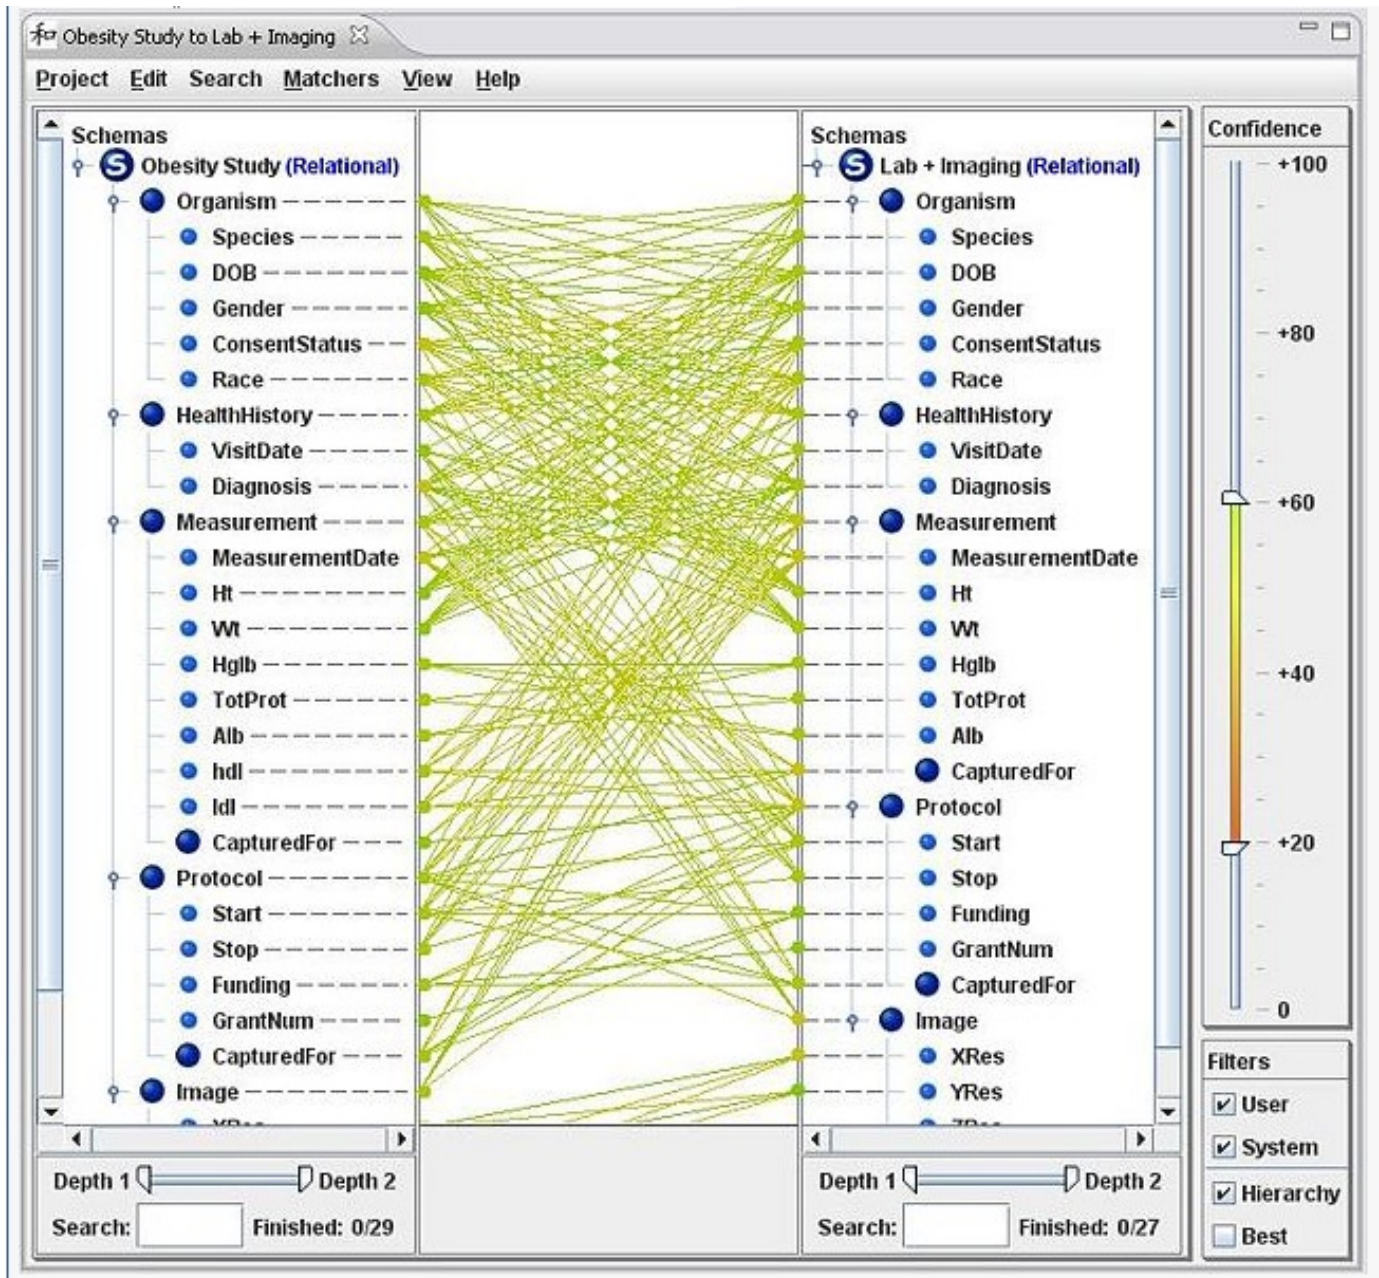 Obesity Study to Lab + Imaging
Project Edit Search Matchers View Help
Schemas
Obesity Study (Relational)
Organism
Species
DOB
Gender
ConsentStatus
Race
HealthHistory
VisitDate
Diagnosis
Measurement
MeasurementDate
Ht
Wt
Hglb
TotProt
Alb
hdl
ldl
CapturedFor
Protocol
Start
Stop
Funding
GrantNum
CapturedFor
Image
Depth 1 Depth 2
Search: Finished: 0/29
Schemas
Lab + Imaging (Relational)
Organism
Species
DOB
Gender
ConsentStatus
Race
HealthHistory
VisitDate
Diagnosis
Measurement
MeasurementDate
Ht
Wt
Hglb
TotProt
Alb
CapturedFor
Protocol
Start
Stop
Funding
GrantNum
CapturedFor
Image
XRes
YRes
Depth 1 Depth 2
Search: Finished: 0/27
Confidence
+100
+80
+60
+40
+20
0
Filters
User
System
Hierarchy
Best